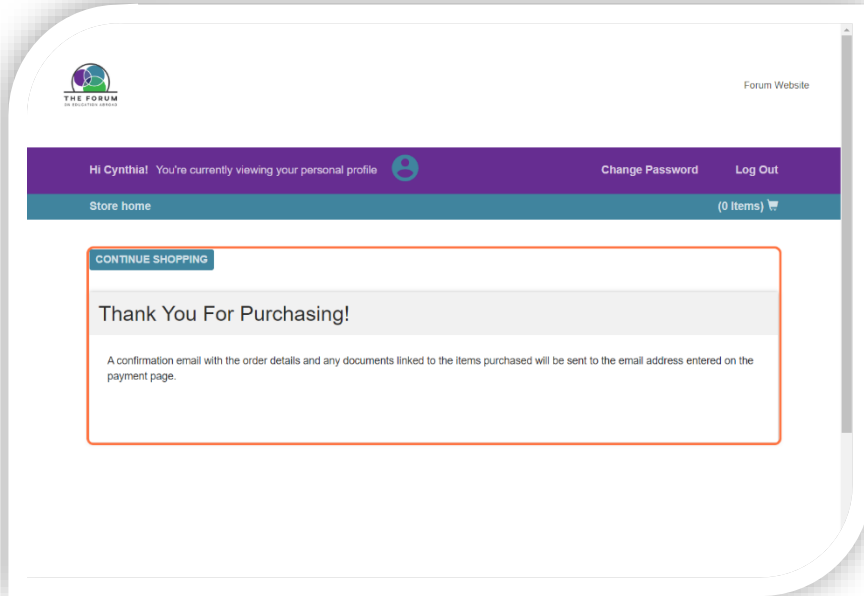 THE FORUM
ON EDUCATION ABROAD
Forum Website
Hi Cynthia! You're currently viewing your personal profile
Change Password
Log Out
Store home
(0 Items)
CONTINUE SHOPPING
Thank You For Purchasing!
A confirmation email with the order details and any documents linked to the items purchased will be sent to the email address entered on the
payment page.